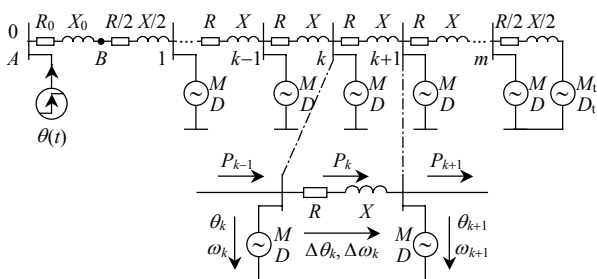 0 R₀ X₀ R/2 X/2 R X R X R X R X R/2 X/2
A B 1 ... k−1 k k+1 ... m
M M M M M Mₜ
D D D D D Dₜ
θ(t)
Pₖ₋₁ Pₖ Pₖ₊₁
R X
θₖ M M θₖ₊₁
ωₖ D Δθₖ, Δωₖ D ωₖ₊₁